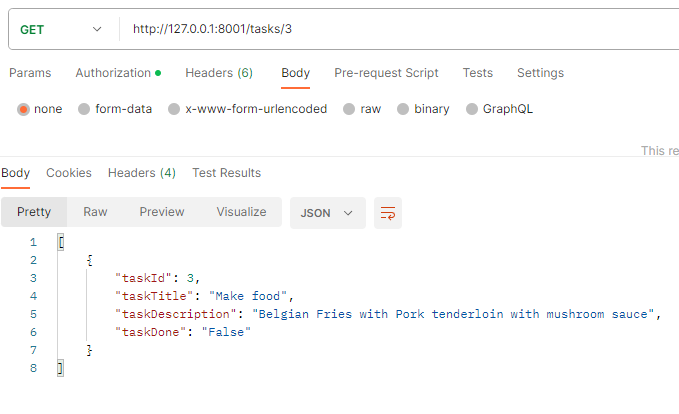 GET http://127.0.0.1:8001/tasks/3
Params Authorization Headers (6) Body Pre-request Script Tests Settings
none form-data x-www-form-urlencoded raw binary GraphQL
This re
Body Cookies Headers (4) Test Results
Pretty Raw Preview Visualize JSON
1 [
2 {
3 "taskId": 3,
4 "taskTitle": "Make food",
5 "taskDescription": "Belgian Fries with Pork tenderloin with mushroom sauce",
6 "taskDone": "False"
7 }
8 ]